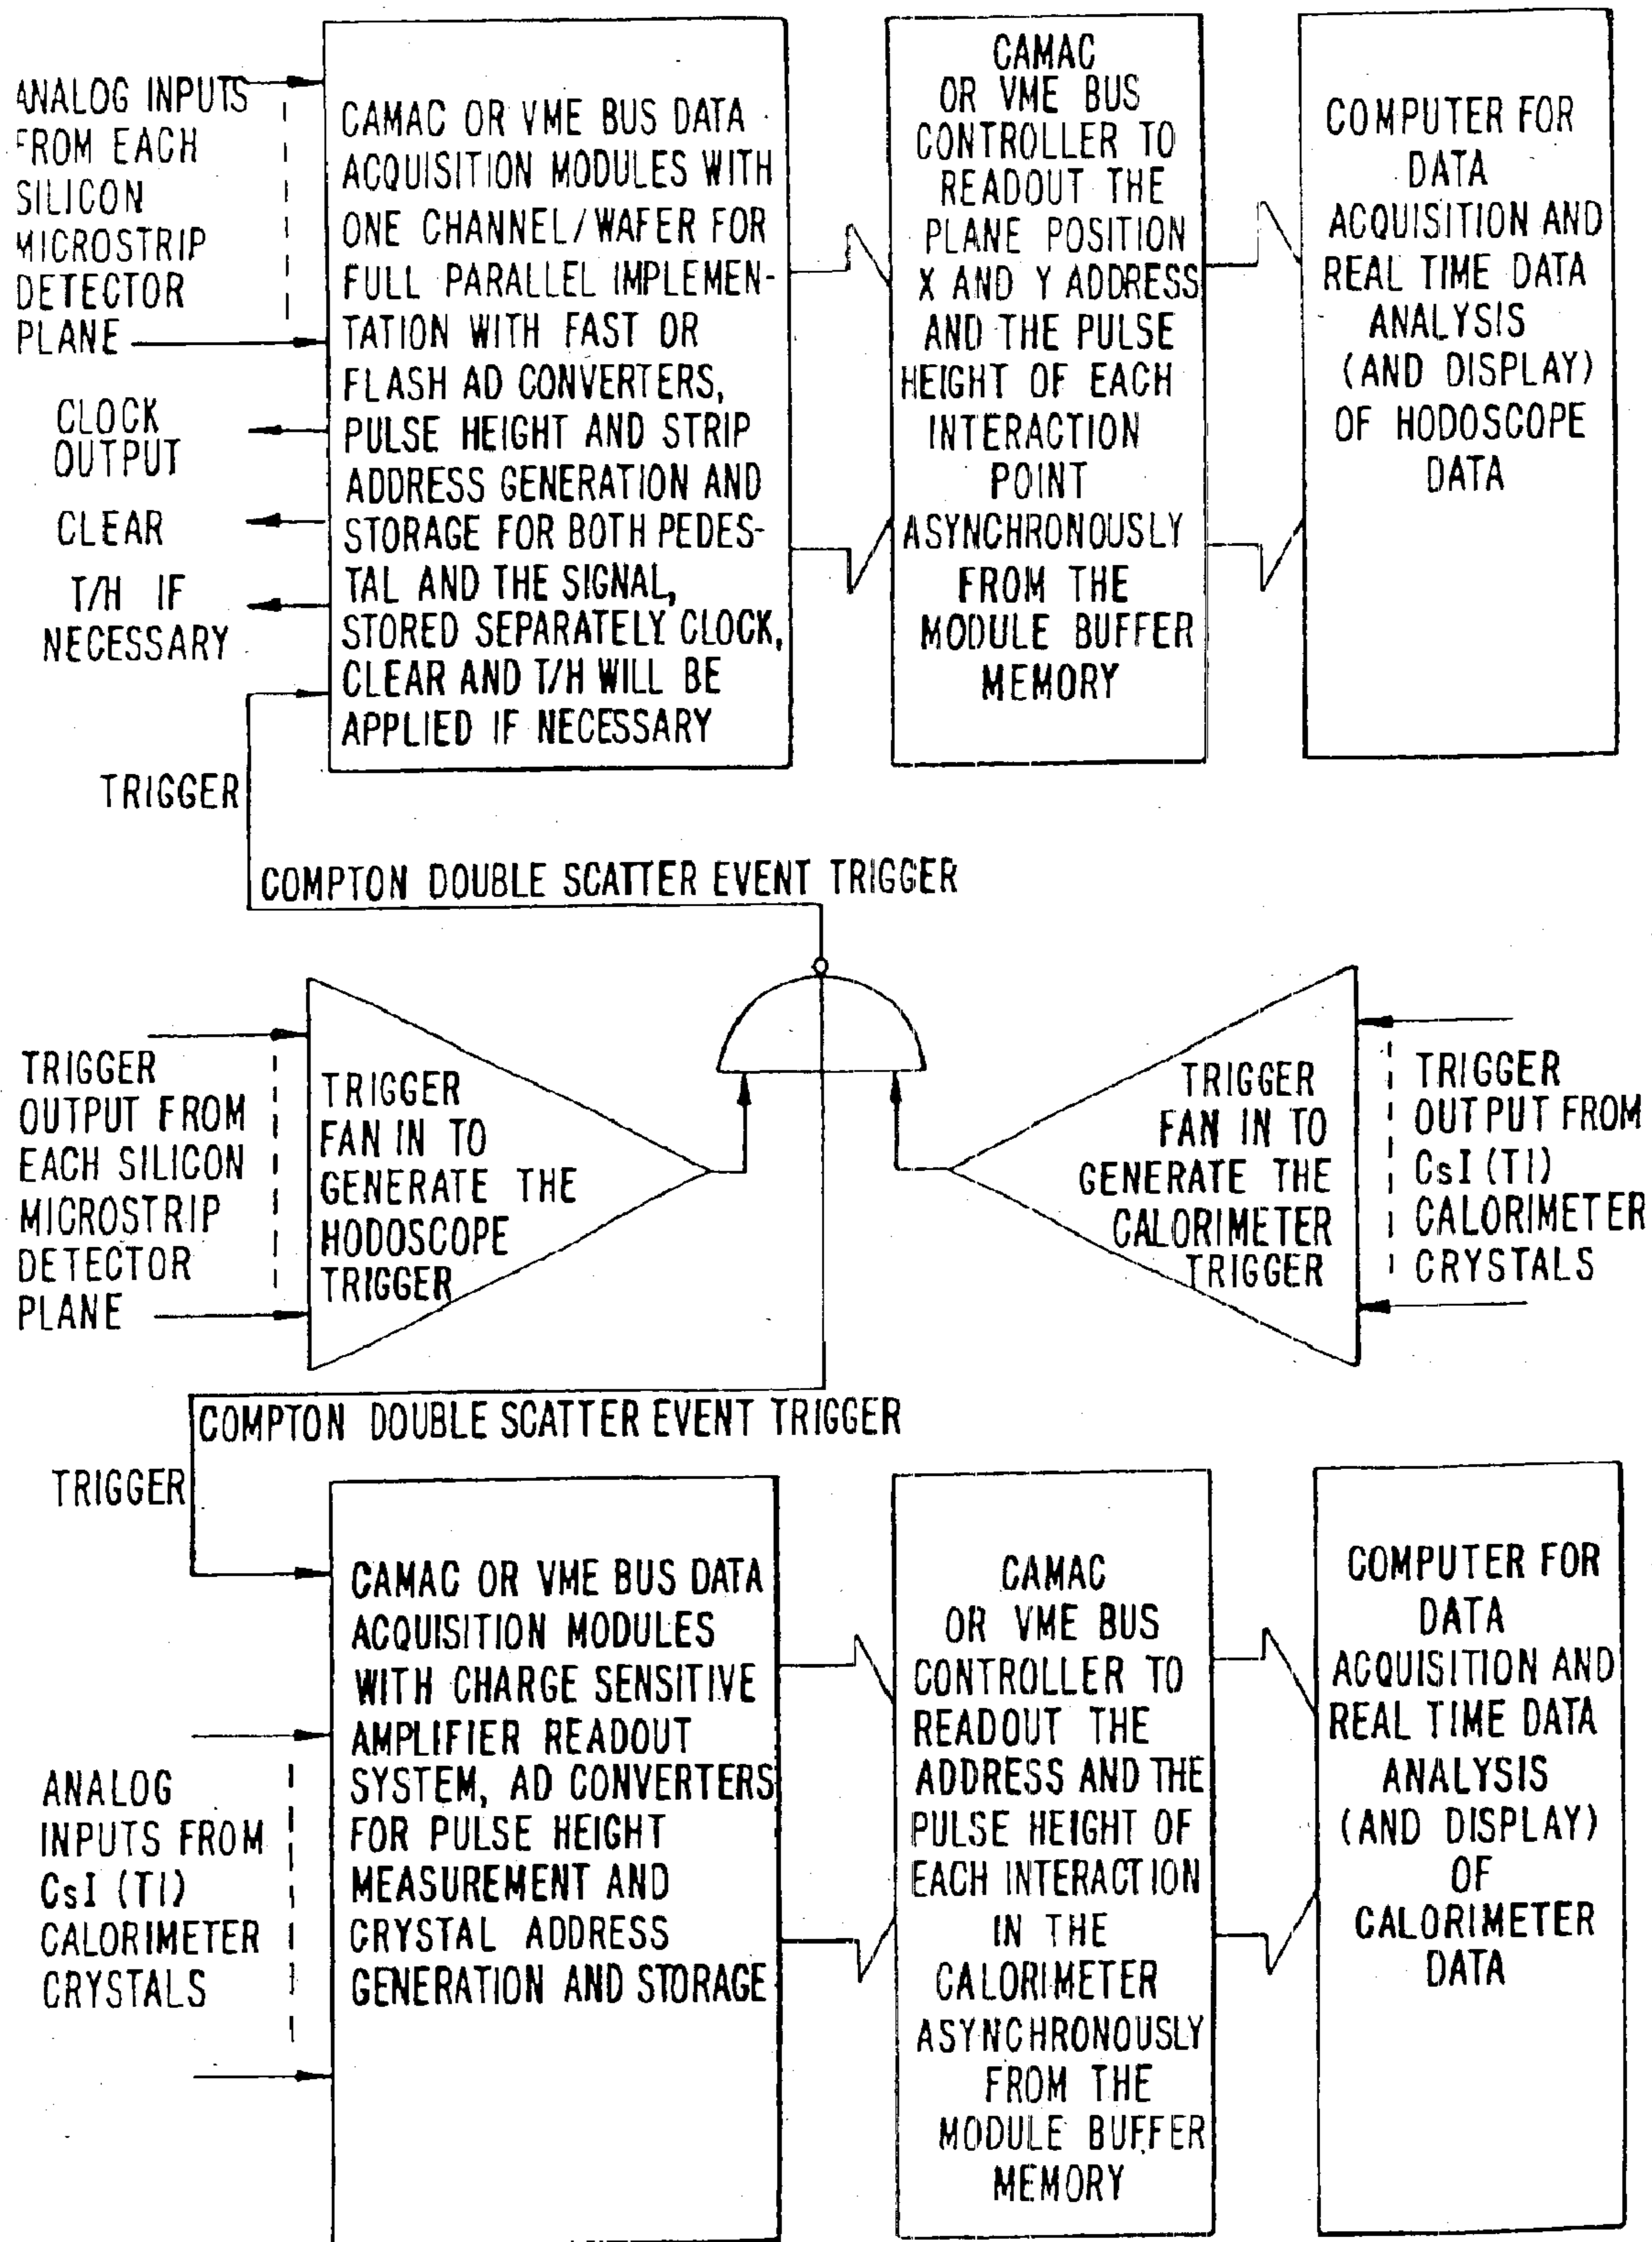 ANALOG INPUTS
FROM EACH
SILICON
MICROSTRIP
DETECTOR
PLANE
CLOCK
OUTPUT
CLEAR
T/H IF
NECESSARY
TRIGGER
CAMAC OR VME BUS DATA
ACQUISITION MODULES WITH
ONE CHANNEL/WAFER FOR
FULL PARALLEL IMPLEMEN-
TATION WITH FAST OR
FLASH AD CONVERTERS,
PULSE HEIGHT AND STRIP
ADDRESS GENERATION AND
STORAGE FOR BOTH PEDES-
TAL AND THE SIGNAL,
STORED SEPARATELY CLOCK,
CLEAR AND T/H WILL BE
APPLIED IF NECESSARY
CAMAC
OR VME BUS
CONTROLLER TO
READOUT THE
PLANE POSITION
X AND Y ADDRESS
AND THE PULSE
HEIGHT OF EACH
INTERACTION
POINT
ASYNCHRONOUSLY
FROM THE
MODULE BUFFER
MEMORY
COMPUTER FOR
DATA
ACQUISITION AND
REAL TIME DATA
ANALYSIS
(AND DISPLAY)
OF HODOSCOPE
DATA
COMPTON DOUBLE SCATTER EVENT TRIGGER
TRIGGER
OUTPUT FROM
EACH SILICON
MICROSTRIP
DETECTOR
PLANE
TRIGGER
FAN IN TO
GENERATE THE
HODOSCOPE
TRIGGER
TRIGGER
FAN IN TO
GENERATE THE
CALORIMETER
TRIGGER
TRIGGER
OUTPUT FROM
CsI (Tl)
CALORIMETER
CRYSTALS
COMPTON DOUBLE SCATTER EVENT TRIGGER
TRIGGER
ANALOG
INPUTS FROM
CsI (Tl)
CALORIMETER
CRYSTALS
CAMAC OR VME BUS DATA
ACQUISITION MODULES
WITH CHARGE SENSITIVE
AMPLIFIER READOUT
SYSTEM, AD CONVERTERS
FOR PULSE HEIGHT
MEASUREMENT AND
CRYSTAL ADDRESS
GENERATION AND STORAGE
CAMAC
OR VME BUS
CONTROLLER TO
READOUT THE
ADDRESS AND THE
PULSE HEIGHT OF
EACH INTERACTION
IN THE
CALORIMETER
ASYNCHRONOUSLY
FROM THE
MODULE BUFFER
MEMORY
COMPUTER FOR
DATA
ACQUISITION AND
REAL TIME DATA
ANALYSIS
(AND DISPLAY)
OF
CALORIMETER
DATA